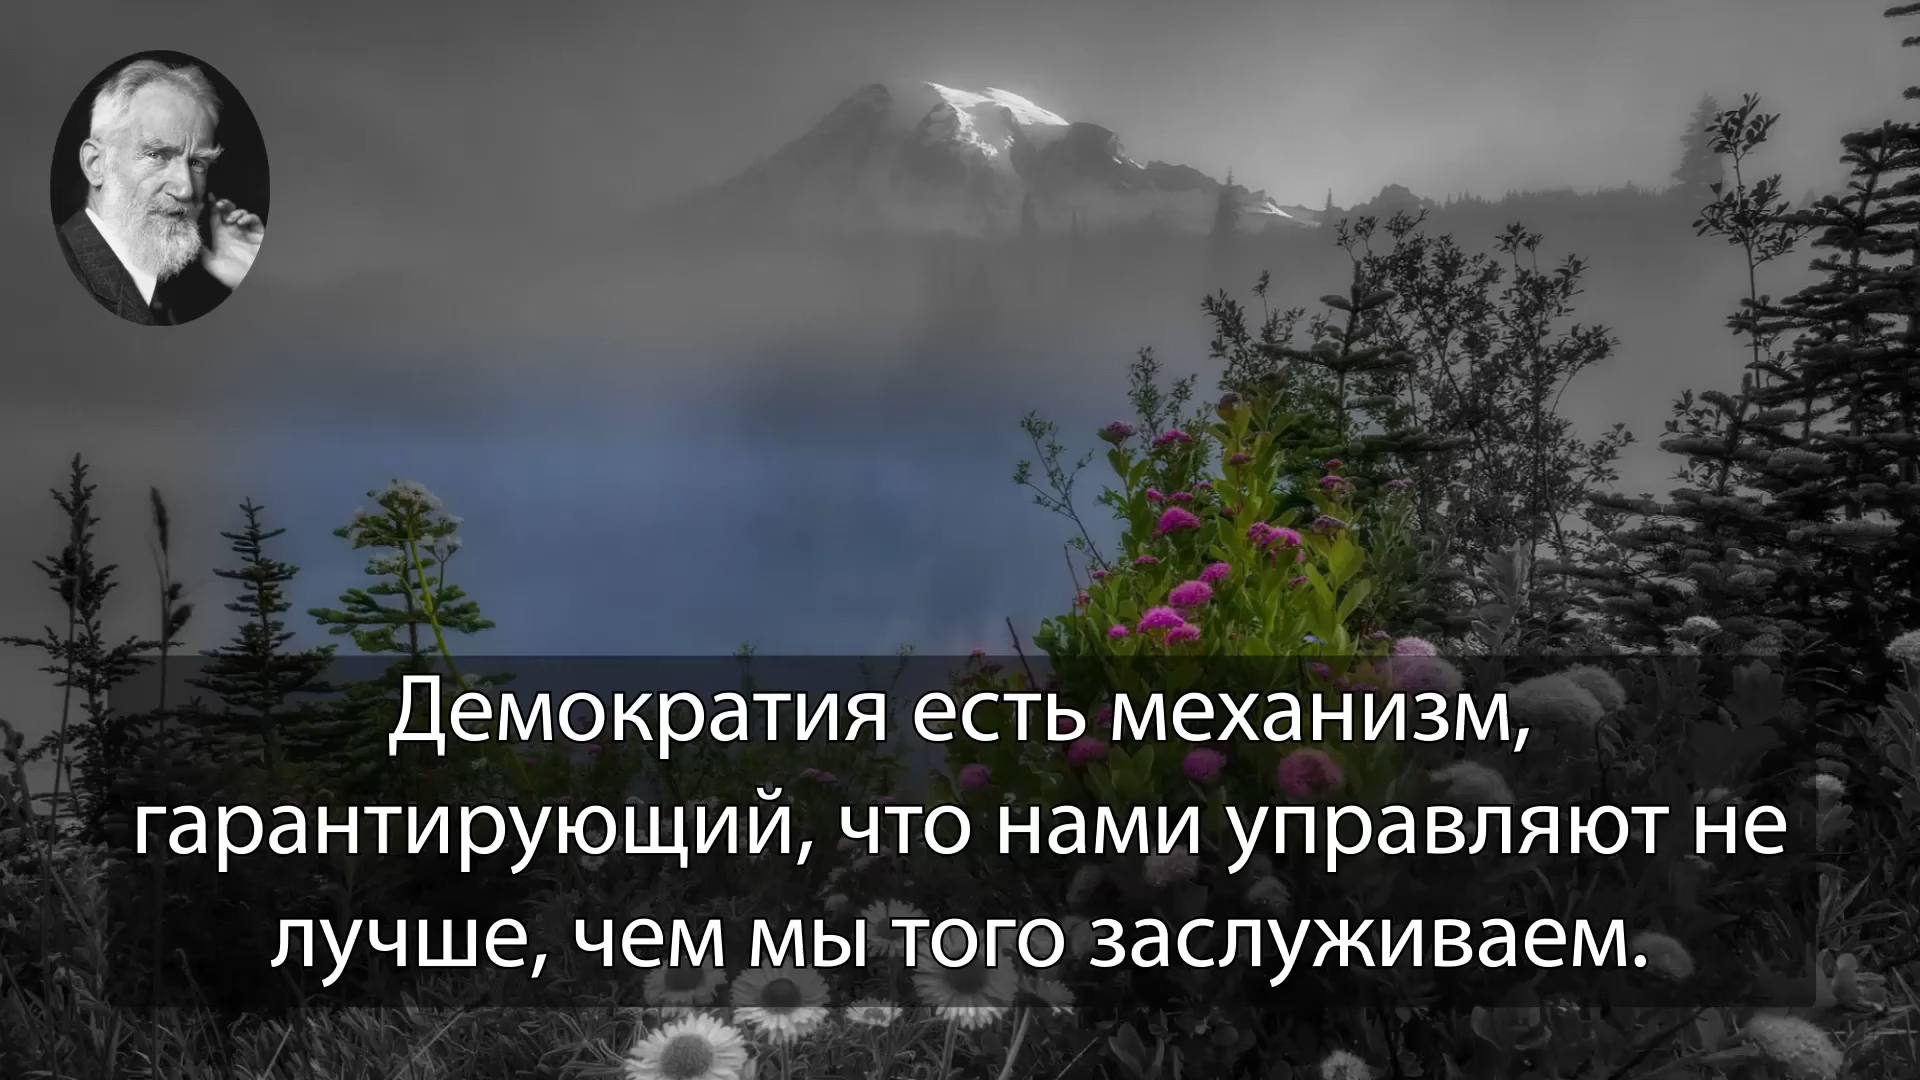 Демократия есть механизм,
гарантирующий, что нами управляют не
лучше, чем мы того заслуживаем.